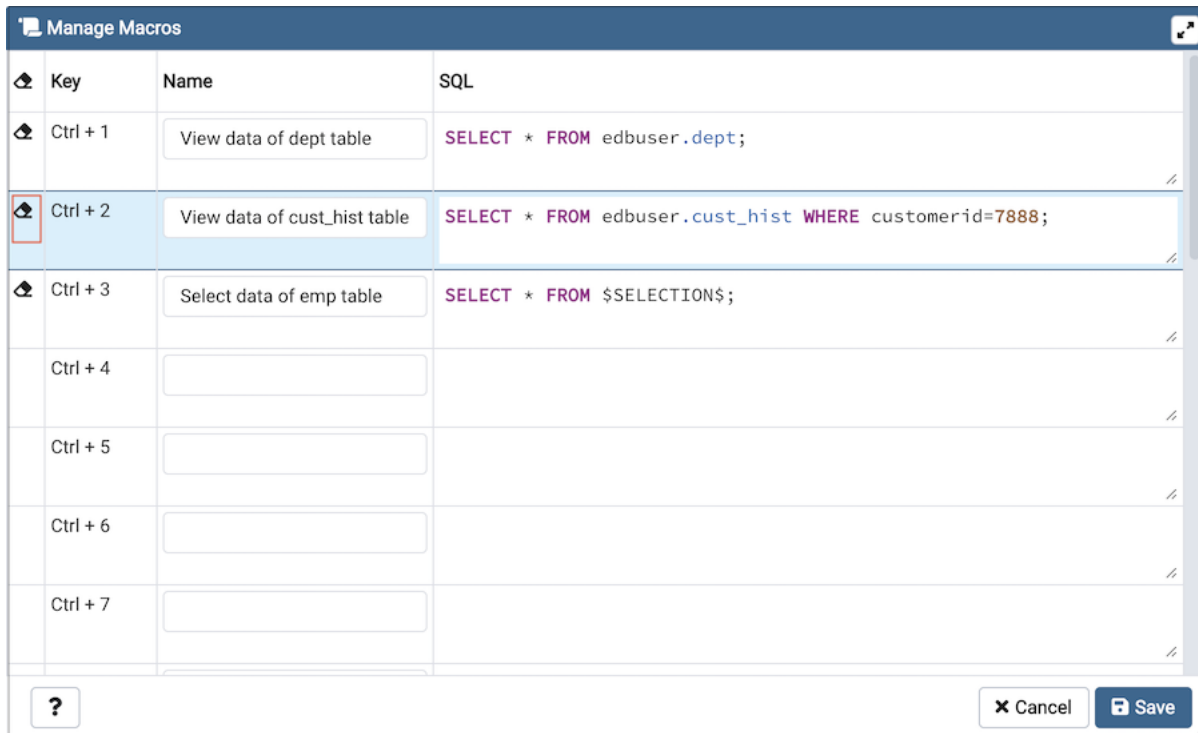 Manage Macros
Key Name SQL
Ctrl + 1 View data of dept table SELECT * FROM edbuser.dept;
Ctrl + 2 View data of cust_hist table SELECT * FROM edbuser.cust_hist WHERE customerid=7888;
Ctrl + 3 Select data of emp table SELECT * FROM $SELECTION$;
Ctrl + 4
Ctrl + 5
Ctrl + 6
Ctrl + 7
? Cancel Save